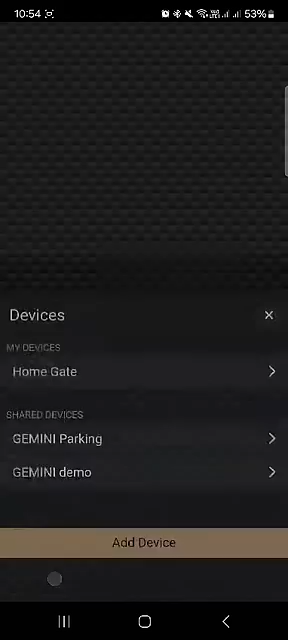 10:54
53%
Devices
MY DEVICES
Home Gate
SHARED DEVICES
GEMINI Parking
GEMINI demo
Add Device